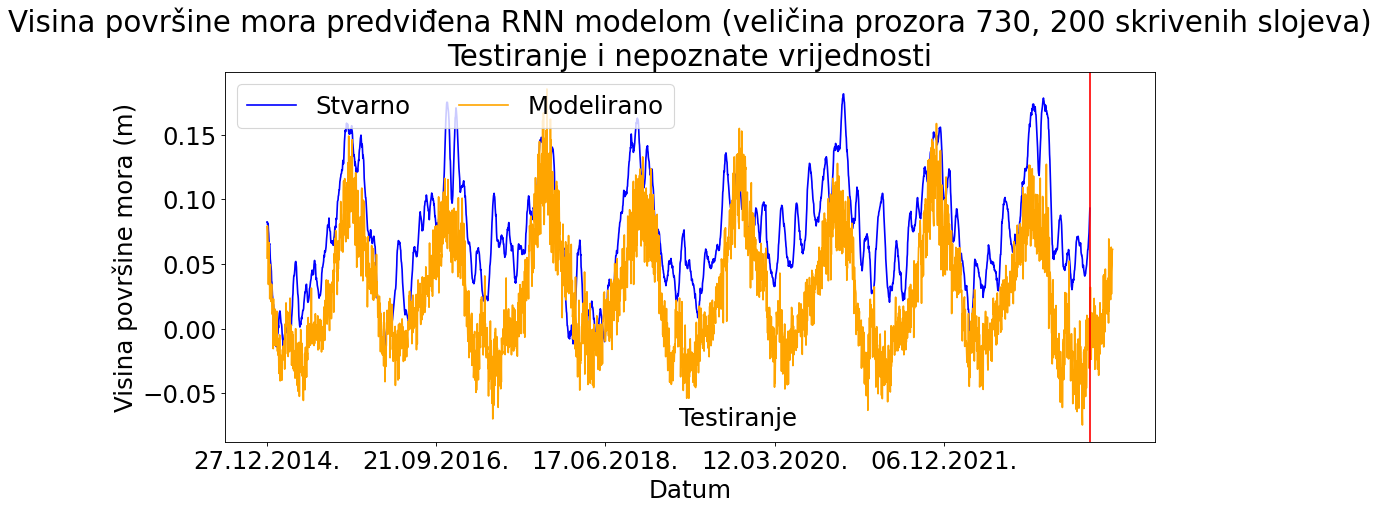 Visina površine mora predviđena RNN modelom (veličina prozora 730, 200 skrivenih slojeva)
Testiranje i nepoznate vrijednosti
Stvarno Modelirano
Visina površine mora (m)
0.15
0.10
0.05
0.00
−0.05
Testiranje
27.12.2014. 21.09.2016. 17.06.2018. 12.03.2020. 06.12.2021.
Datum